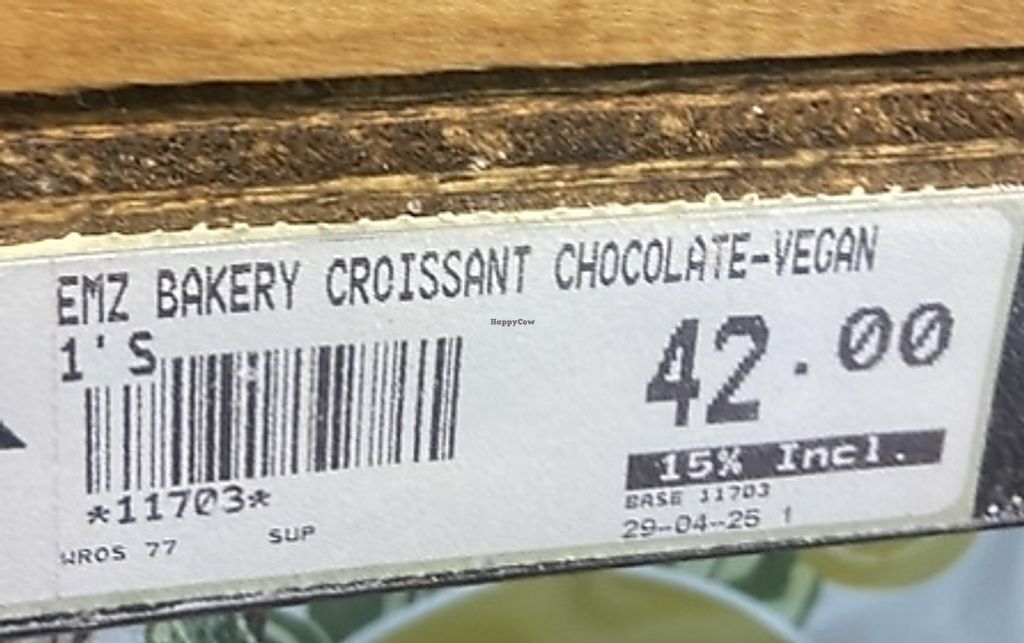 EMZ BAKERY CROISSANT CHOCOLATE-VEGAN
1'S
42.00
15% Incl.
*11703*
BASE 11703
29-04-25
WROS 77 SUP
HappyCow